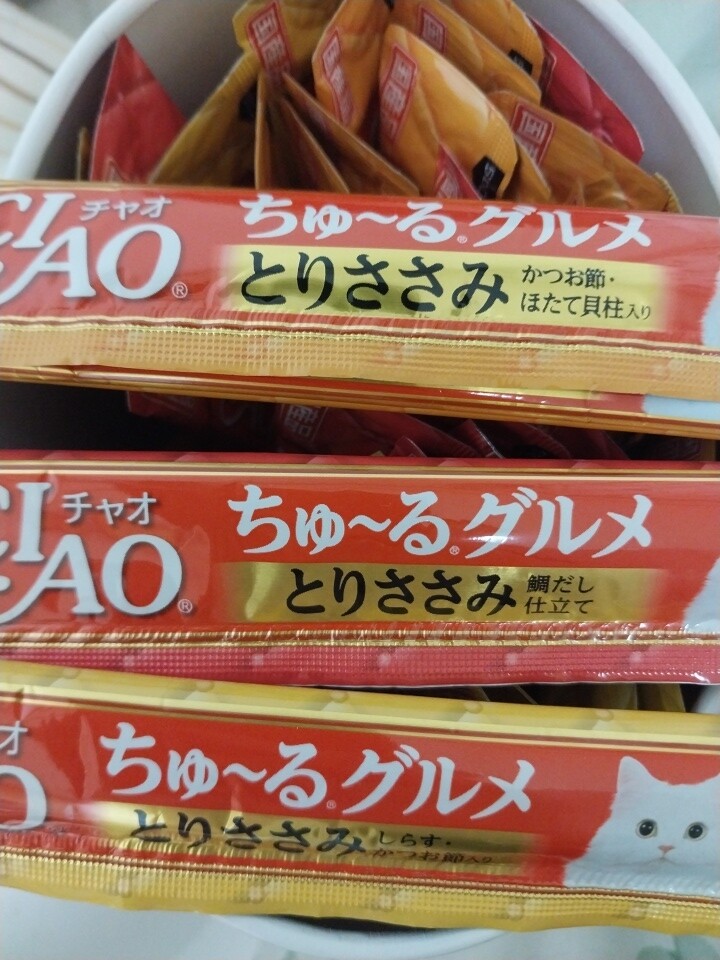 CIAO チャオ ®
ちゅ～る®グルメ
とりささみ かつお節・
ほたて貝柱入り
CIAO チャオ ®
ちゅ～る®グルメ
とりささみ 鯛だし
仕立て
ちゅ～る®グルメ
とりささみ しらす・
かつお節入り